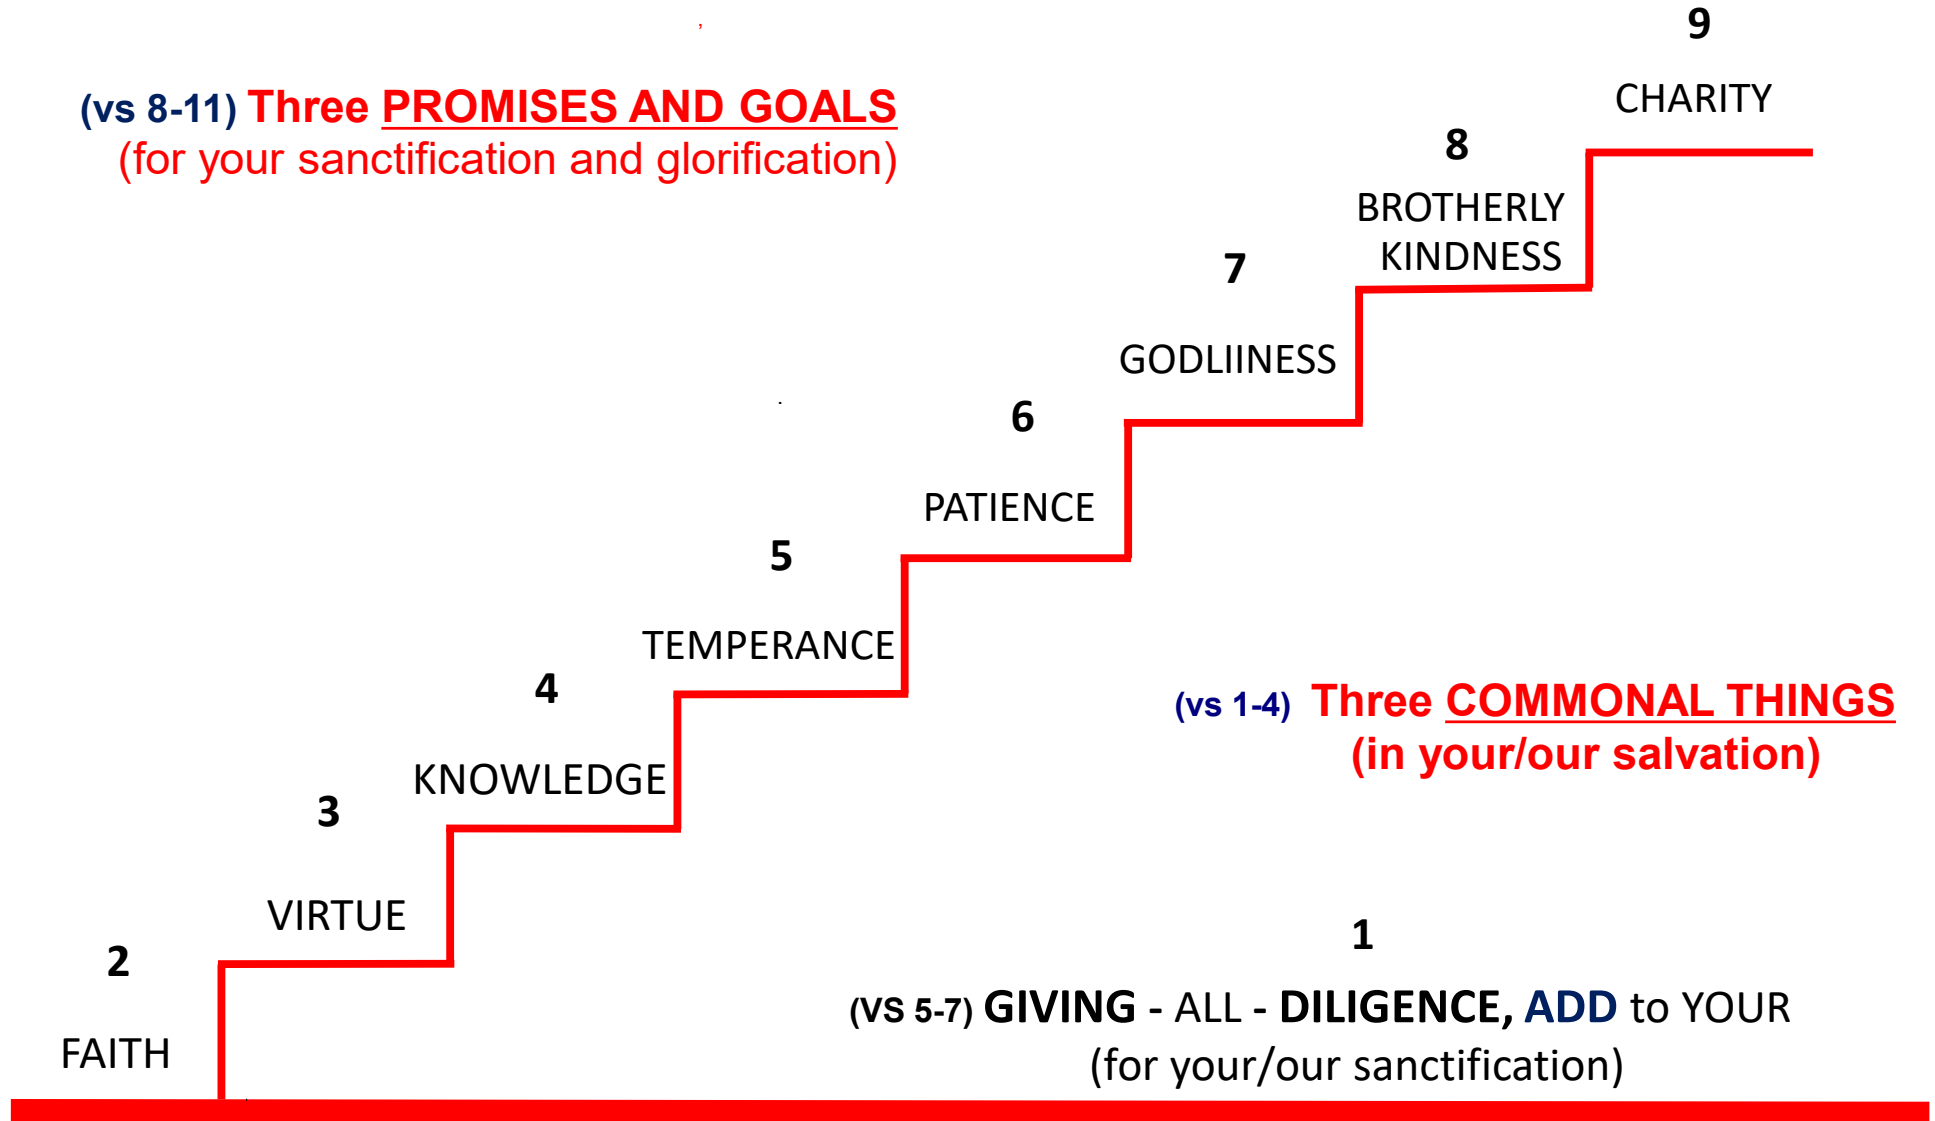 9
CHARITY
(vs 8-11) Three PROMISES AND GOALS
(for your sanctification and glorification)
8
BROTHERLY
KINDNESS
7
GODLIINESS
6
PATIENCE
5
TEMPERANCE
4
KNOWLEDGE
(vs 1-4) Three COMMONAL THINGS
(in your/our salvation)
3
VIRTUE
2
FAITH
1
(VS 5-7) GIVING - ALL - DILIGENCE, ADD to YOUR
(for your/our sanctification)